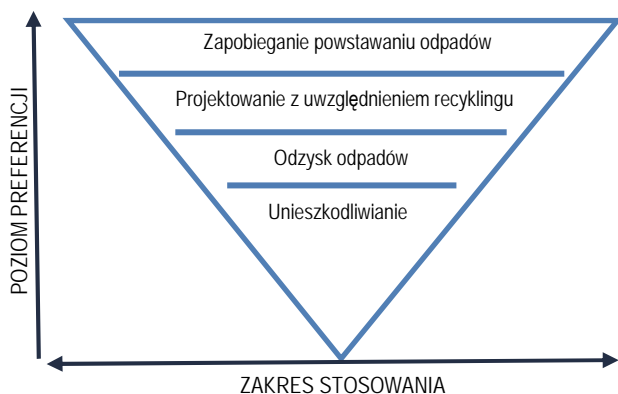 Zapobieganie powstawaniu odpadów
Projektowanie z uwzględnieniem recyklingu
Odzysk odpadów
Unieszkodliwianie
POZIOM PREFERENCJI
ZAKRES STOSOWANIA